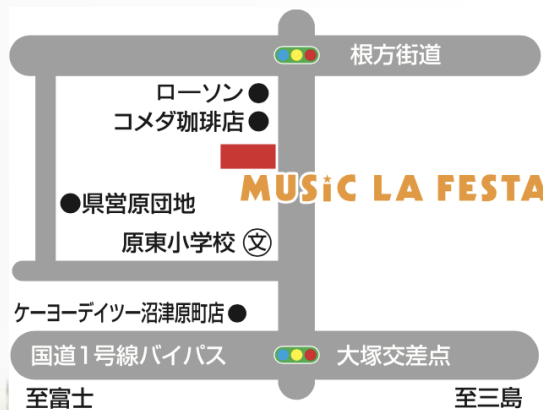 根方街道
ローソン
コメダ珈琲店
MUSiC LA FESTA
県営原団地
原東小学校 文
ケーヨーデイツー沼津原町店
国道1号線バイパス 大塚交差点
至富士 至三島